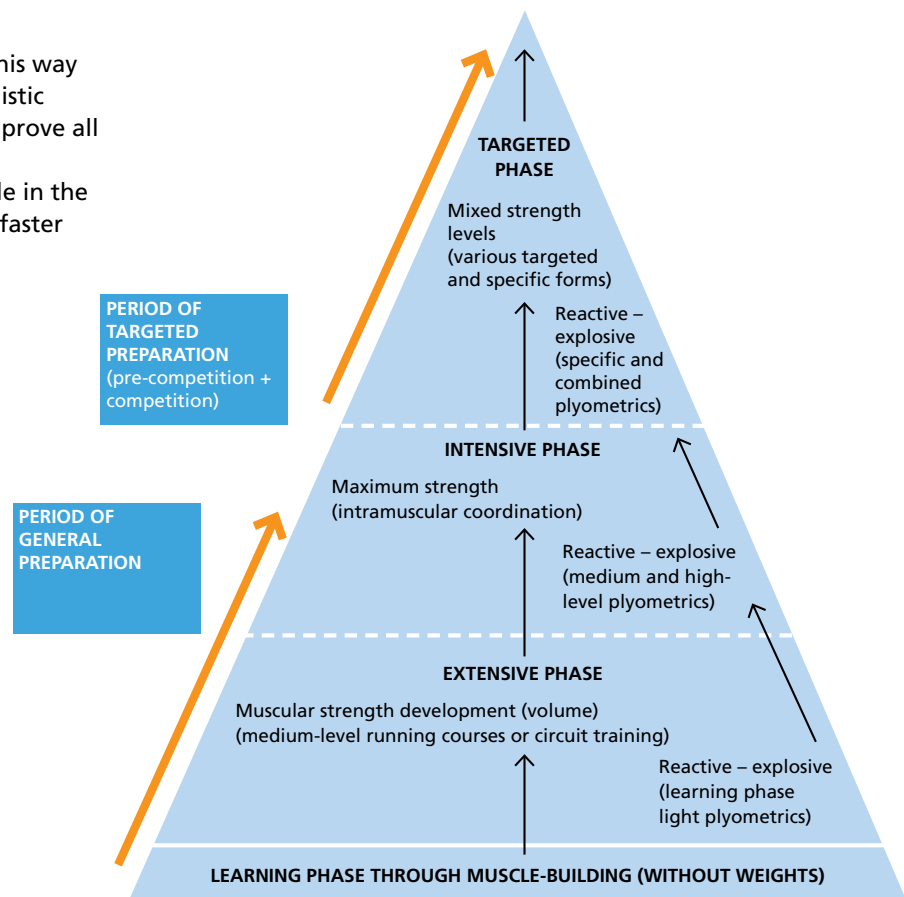 his way
istic
prove all
le in the
faster
TARGETED
PHASE
Mixed strength
levels
(various targeted
and specific forms)
PERIOD OF
TARGETED
PREPARATION
(pre-competition +
competition)
Reactive –
explosive
(specific and
combined
plyometrics)
INTENSIVE PHASE
Maximum strength
(intramuscular coordination)
PERIOD OF
GENERAL
PREPARATION
Reactive – explosive
(medium and high-
level plyometrics)
EXTENSIVE PHASE
Muscular strength development (volume)
(medium-level running courses or circuit training)
Reactive – explosive
(learning phase
light plyometrics)
LEARNING PHASE THROUGH MUSCLE-BUILDING (WITHOUT WEIGHTS)